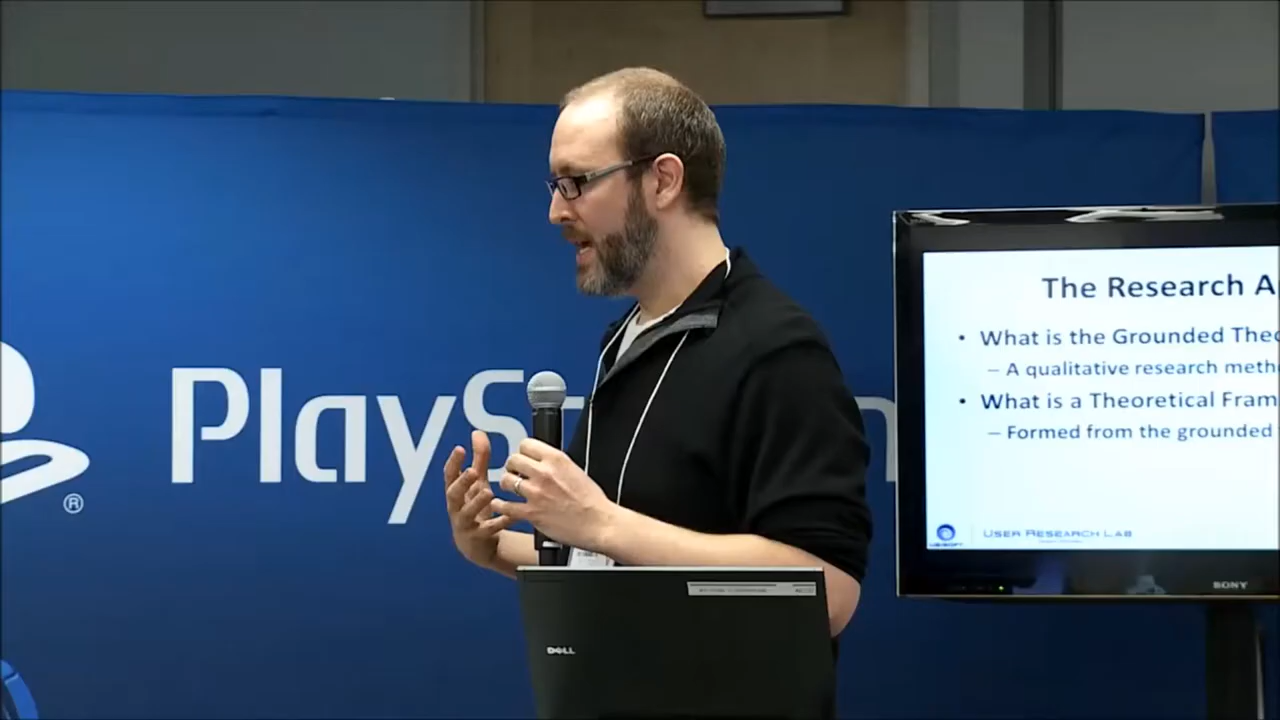 PlayS
n
®
The Research A
• What is the Grounded Theo
– A qualitative research meth
• What is a Theoretical Fram
– Formed from the grounded
UBISOFT
USER RESEARCH LAB
SONY
DELL